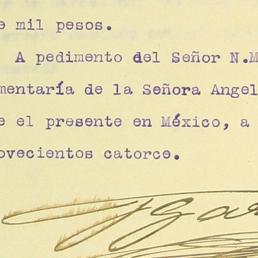 e mil pesos.
A pedimento del Señor N.M
mentaría de la Señora Angel
e el presente en México, a
ovecientos catorce.